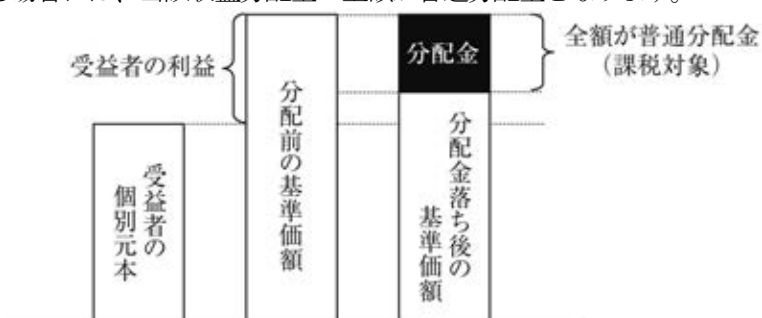 分配金
全額が普通分配金
（課税対象）
受益者の利益
分配前の基準価額
受益者の
個別元本
分配金落ち後の
基準価額